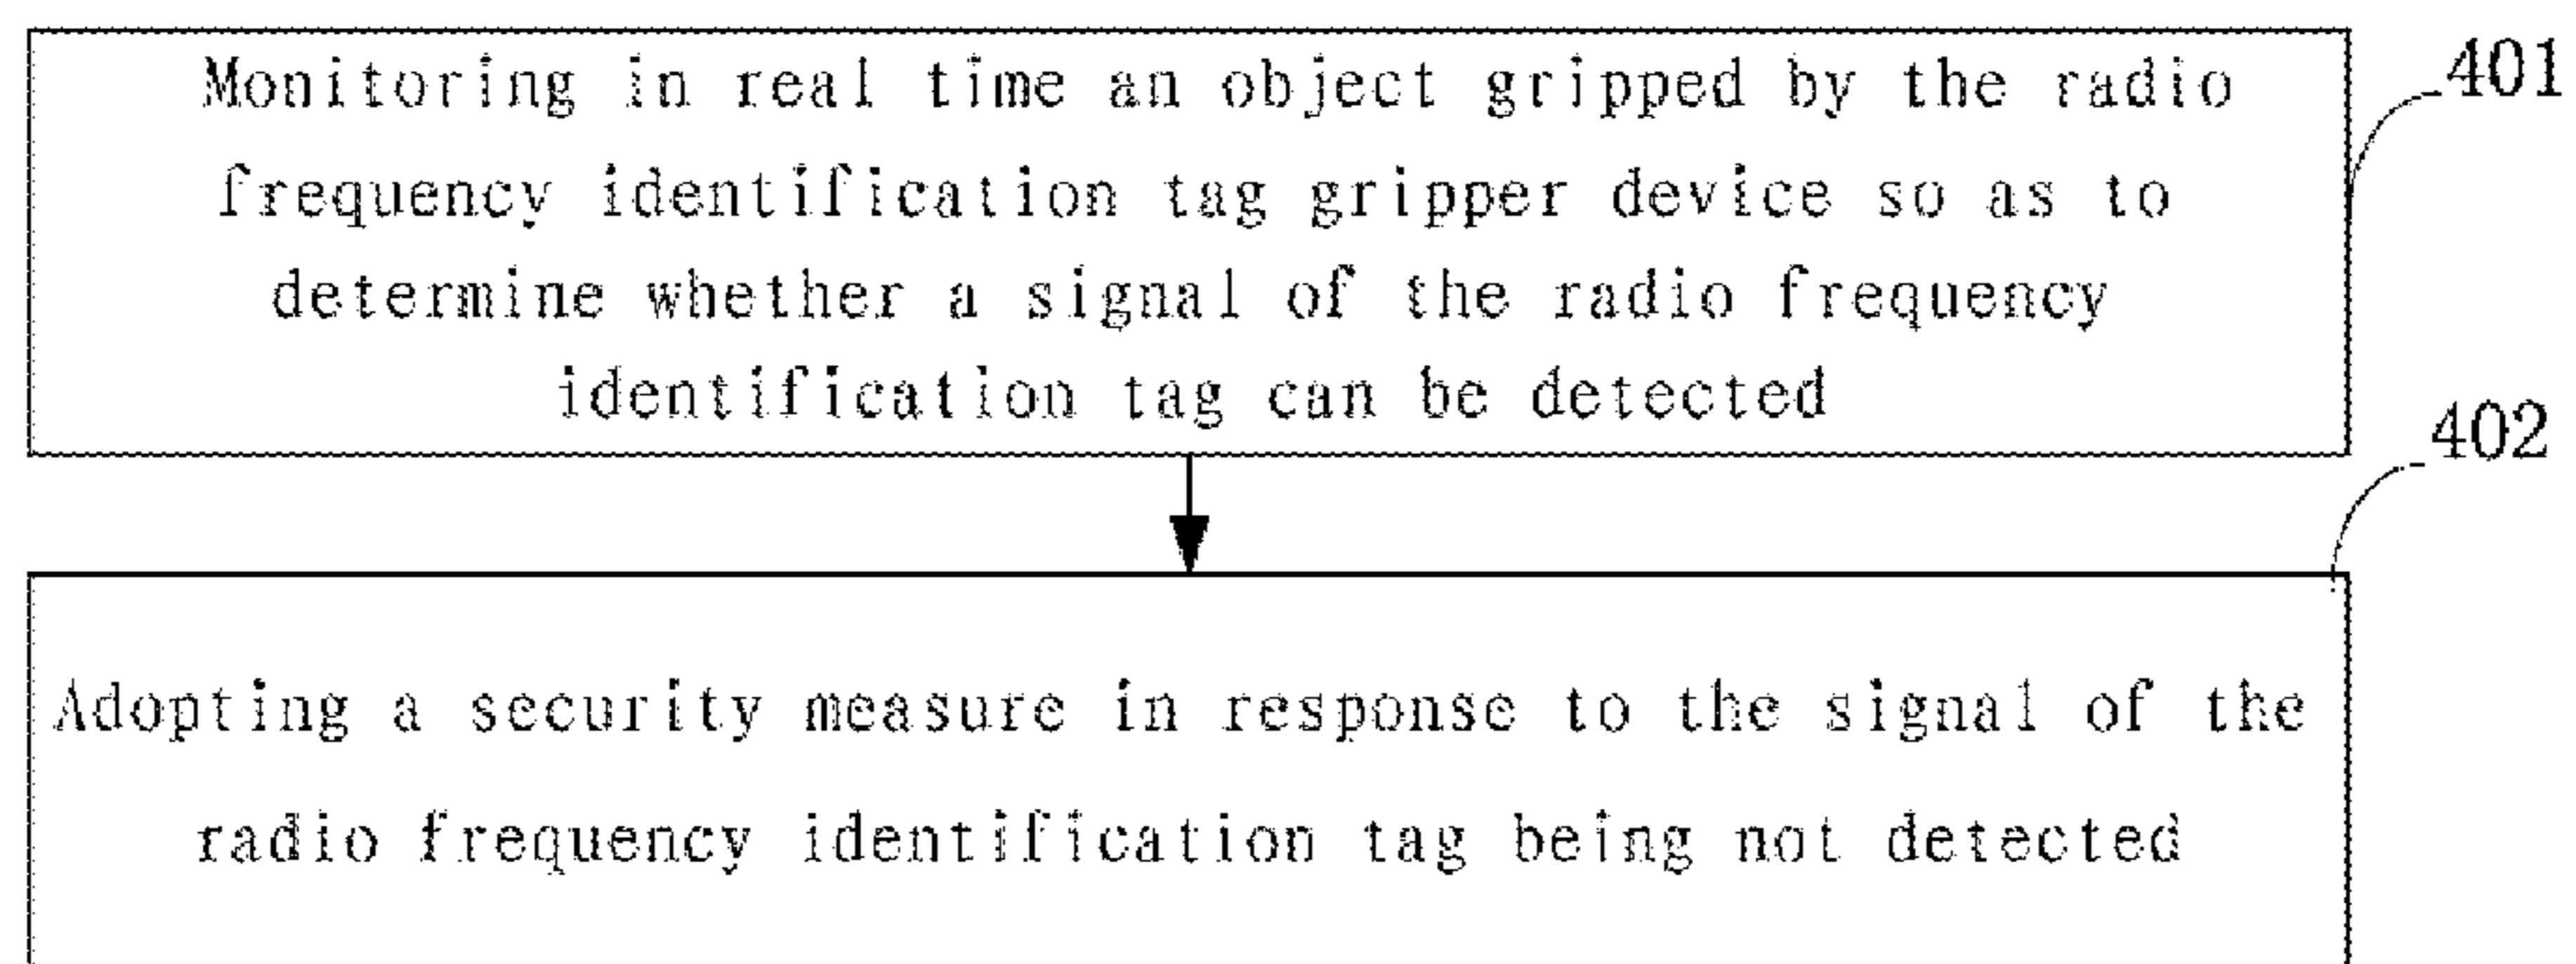 Monitoring in real time an object gripped by the radio
frequency identification tag gripper device so as to
determine whether a signal of the radio frequency
identification tag can be detected
401
402
Adopting a security measure in response to the signal of the
radio frequency identification tag being not detected